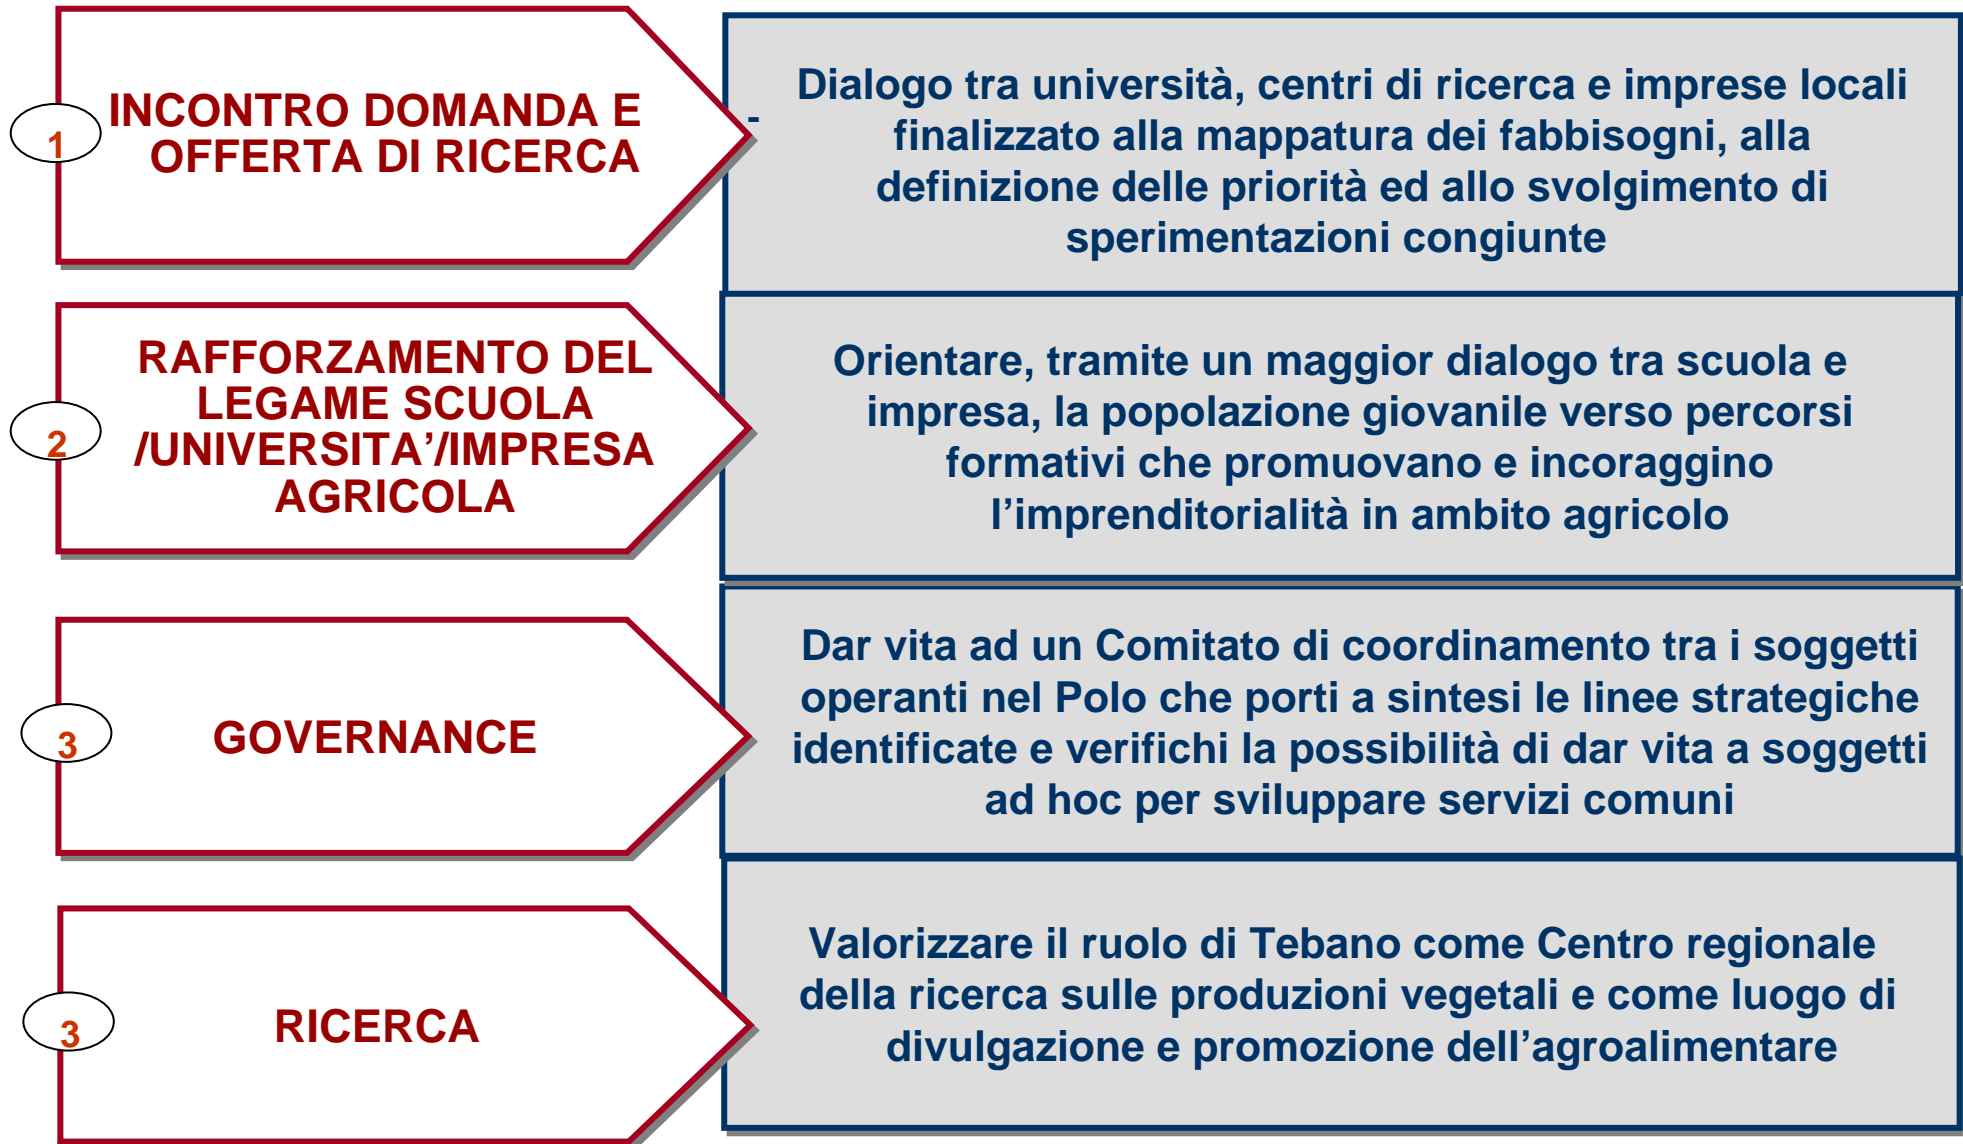 1
INCONTRO DOMANDA E
OFFERTA DI RICERCA
-
Dialogo tra università, centri di ricerca e imprese locali
finalizzato alla mappatura dei fabbisogni, alla
definizione delle priorità ed allo svolgimento di
sperimentazioni congiunte
2
RAFFORZAMENTO DEL
LEGAME SCUOLA
/UNIVERSITA’/IMPRESA
AGRICOLA
Orientare, tramite un maggior dialogo tra scuola e
impresa, la popolazione giovanile verso percorsi
formativi che promuovano e incoraggino
l’imprenditorialità in ambito agricolo
3
GOVERNANCE
Dar vita ad un Comitato di coordinamento tra i soggetti
operanti nel Polo che porti a sintesi le linee strategiche
identificate e verifichi la possibilità di dar vita a soggetti
ad hoc per sviluppare servizi comuni
3
RICERCA
Valorizzare il ruolo di Tebano come Centro regionale
della ricerca sulle produzioni vegetali e come luogo di
divulgazione e promozione dell’agroalimentare